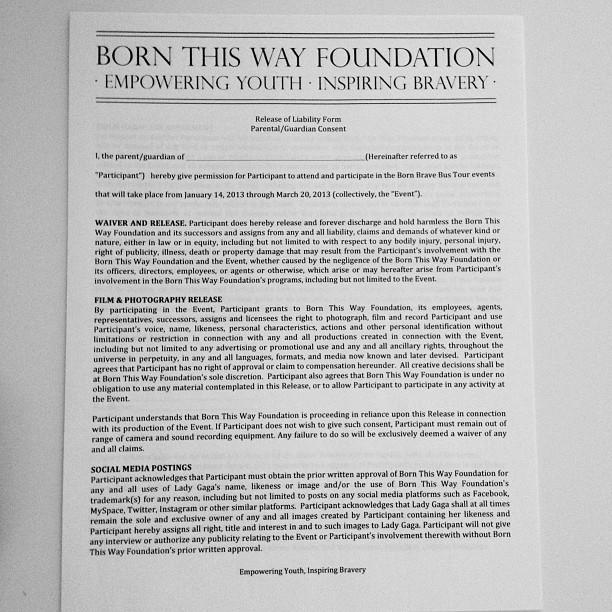 BORN THIS WAY FOUNDATION
· EMPOWERING YOUTH · INSPIRING BRAVERY ·
Release of Liability Form
Parental/Guardian Consent
I, the parent/guardian of ______________________________________________(Hereinafter referred to as
"Participant") hereby give permission for Participant to attend and participate in the Born Brave Bus Tour events
that will take place from January 14, 2013 through March 20, 2013 (collectively, the "Event").
WAIVER AND RELEASE. Participant does hereby release and forever discharge and hold harmless the Born This
Way Foundation and its successors and assigns from any and all liability, claims and demands of whatever kind or
nature, either in law or in equity, including but not limited to with respect to any bodily injury, personal injury,
right of publicity, illness, death or property damage that may result from the Participant's involvement with the
Born This Way Foundation and the Event, whether caused by the negligence of the Born This Way Foundation or
its officers, directors, employees, or agents or otherwise, which arise or may hereafter arise from Participant's
involvement in the Born This Way Foundation's programs, including but not limited to the Event.
FILM & PHOTOGRAPHY RELEASE
By participating in the Event, Participant grants to Born This Way Foundation, its employees, agents,
representatives, successors, assigns and licensees the right to photograph, film and record Participant and use
Participant's voice, name, likeness, personal characteristics, actions and other personal identification without
limitations or restriction in connection with any and all productions created in connection with the Event,
including but not limited to any advertising or promotional use and any and all ancillary rights, throughout the
universe in perpetuity, in any and all languages, formats, and media now known and later devised. Participant
agrees that Participant has no right of approval or claim to compensation hereunder. All creative decisions shall be
at Born This Way Foundation's sole discretion. Participant also agrees that Born This Way Foundation is under no
obligation to use any material contemplated in this Release, or to allow Participant to participate in any activity at
the Event.
Participant understands that Born This Way Foundation is proceeding in reliance upon this Release in connection
with its production of the Event. If Participant does not wish to give such consent, Participant must remain out of
range of camera and sound recording equipment. Any failure to do so will be exclusively deemed a waiver of any
and all claims.
SOCIAL MEDIA POSTINGS
Participant acknowledges that Participant must obtain the prior written approval of Born This Way Foundation for
any and all uses of Lady Gaga's name, likeness or image and/or the use of Born This Way Foundation's
trademark(s) for any reason, including but not limited to posts on any social media platforms such as Facebook,
MySpace, Twitter, Instagram or other similar platforms. Participant acknowledges that Lady Gaga shall at all times
remain the sole and exclusive owner of any and all images created by Participant containing her likeness and
Participant hereby assigns all right, title and interest in and to such images to Lady Gaga. Participant will not give
any interview or authorize any publicity relating to the Event or Participant's involvement therewith without Born
This Way Foundation's prior written approval.
Empowering Youth, Inspiring Bravery